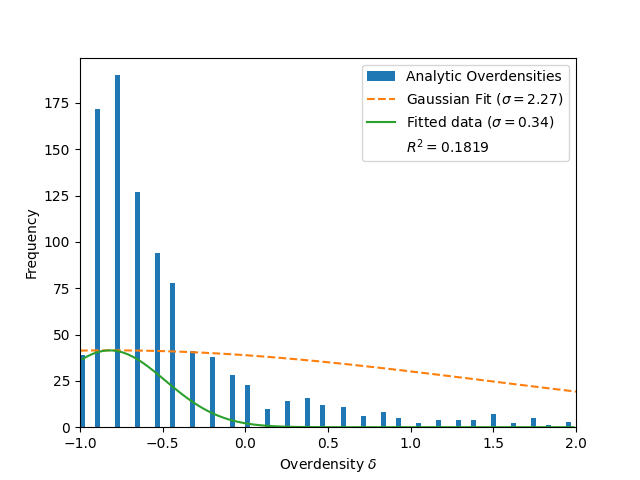 Analytic Overdensities
Gaussian Fit (σ = 2.27)
Fitted data (σ = 0.34)
R² = 0.1819
Frequency
175
150
125
100
75
50
25
0
−1.0 −0.5 0.0 0.5 1.0 1.5 2.0
Overdensity δ